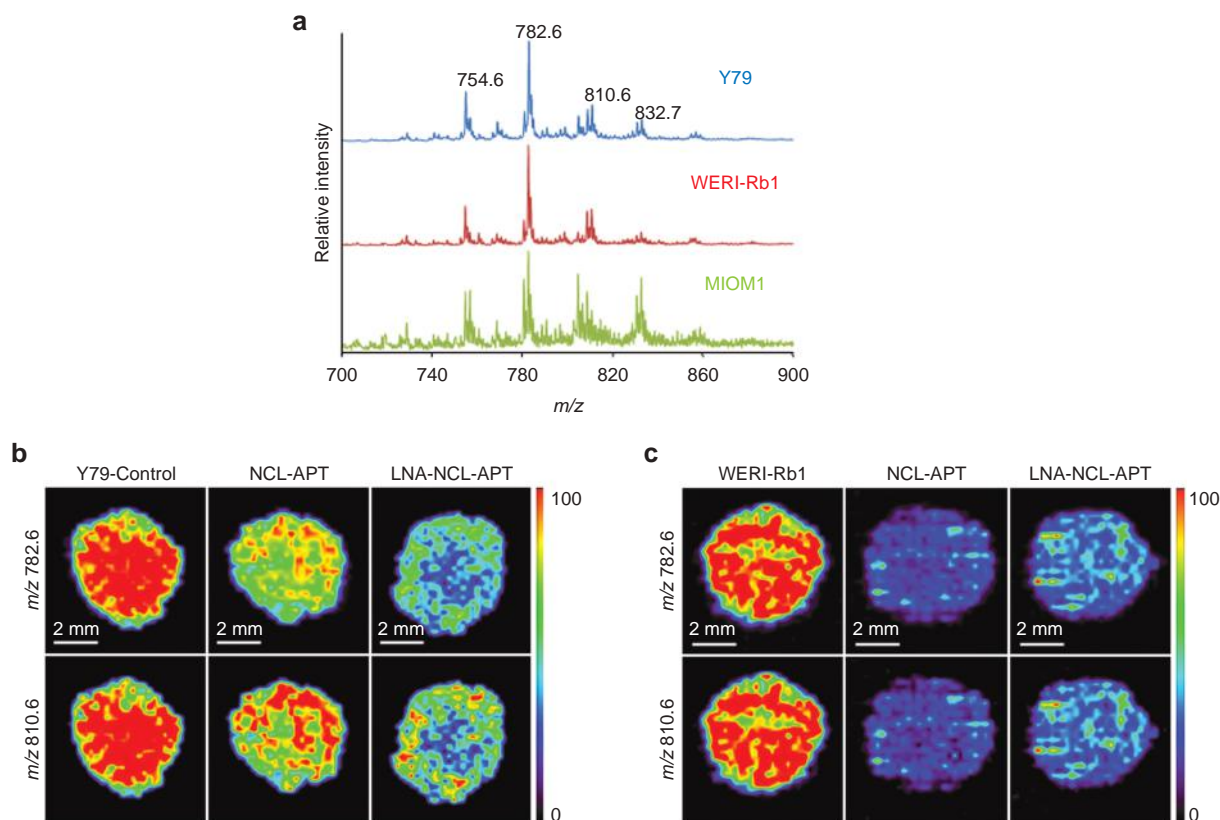 a
782.6
754.6
810.6
832.7
Y79
WERI-Rb1
MIOM1
Relative intensity
700 740 780 820 860 900
m/z
b
Y79-Control NCL-APT LNA-NCL-APT
m/z 782.6
2 mm 2 mm 2 mm
m/z 810.6
100
0
c
WERI-Rb1 NCL-APT LNA-NCL-APT
m/z 782.6
2 mm 2 mm 2 mm
m/z 810.6
100
0